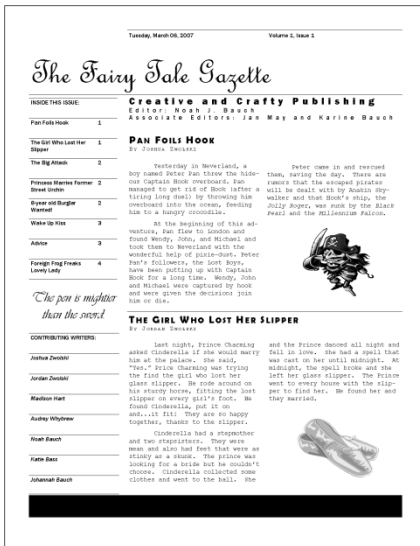 Tuesday, March 06, 2007
Volume 1, Issue 1
The Fairy Tale Gazette
INSIDE THIS ISSUE:
Pan Foils Hook 1
The Girl Who Lost Her
Slipper 1
The Big Attack 2
Princess Marries Former
Street Urchin 2
8-year old Burglar
Wanted! 2
Wake Up Kiss 3
Advice 3
Foreign Frog Freaks
Lovely Lady 4
The pen is mightier
than the sword.
CONTRIBUTING WRITERS:
Joshua Zwolski
Jordan Zwolski
Madison Hart
Audrey Whybrew
Noah Bauch
Katie Bass
Johannah Bauch
Creative and Crafty Publishing
Editor: Noah J. Bauch
Associate Editors: Jan May and Karine Bauch
PAN FOILS HOOK
BY JOSHUA ZWOLSKI
Yesterday in Neverland, a
boy named Peter Pan threw the hide-
ous Captain Hook overboard. Pan
managed to get rid of Hook (after a
tiring long duel) by throwing him
overboard into the ocean, feeding
him to a hungry crocodile.
At the beginning of this ad-
venture, Pan flew to London and
found Wendy, John, and Michael and
took them to Neverland with the
wonderful help of pixie-dust. Peter
Pan's followers, the lost Boys,
have been putting up with Captain
Hook for a long time. Wendy, John
and Michael were captured by hook
and were given the decision: join
him or die.
Peter came in and rescued
them, saving the day. There are
rumors that the escaped pirates
will be dealt with by Anakin Sky-
walker and that Hook's ship, the
Jolly Roger, was sunk by the Black
Pearl and the Millenium Falcon.
THE GIRL WHO LOST HER SLIPPER
BY JORDAN ZWOLSKI
Last night, Prince Charming
asked Cinderella if she would marry
him at the palace. She said,
"Yes." Price Charming was trying
the find the girl who lost her
glass slipper. He rode around on
his sturdy horse, fitting the lost
slipper on every girl's foot. He
found Cinderella, put it on
and...it fit! They are so happy
together, thanks to the slipper.
Cinderella had a stepmother
and two stepsisters. They were
mean and also had feet that were as
stinky as a skunk. The prince was
looking for a bride but he couldn't
choose. Cinderella collected some
clothes and went to the ball. She
and the Prince danced all night and
fell in love. She had a spell that
was cast on her until midnight. At
midnight, the spell broke and she
left her glass slipper. The Prince
went to every house with the slip-
per to find her. He found her and
they married.